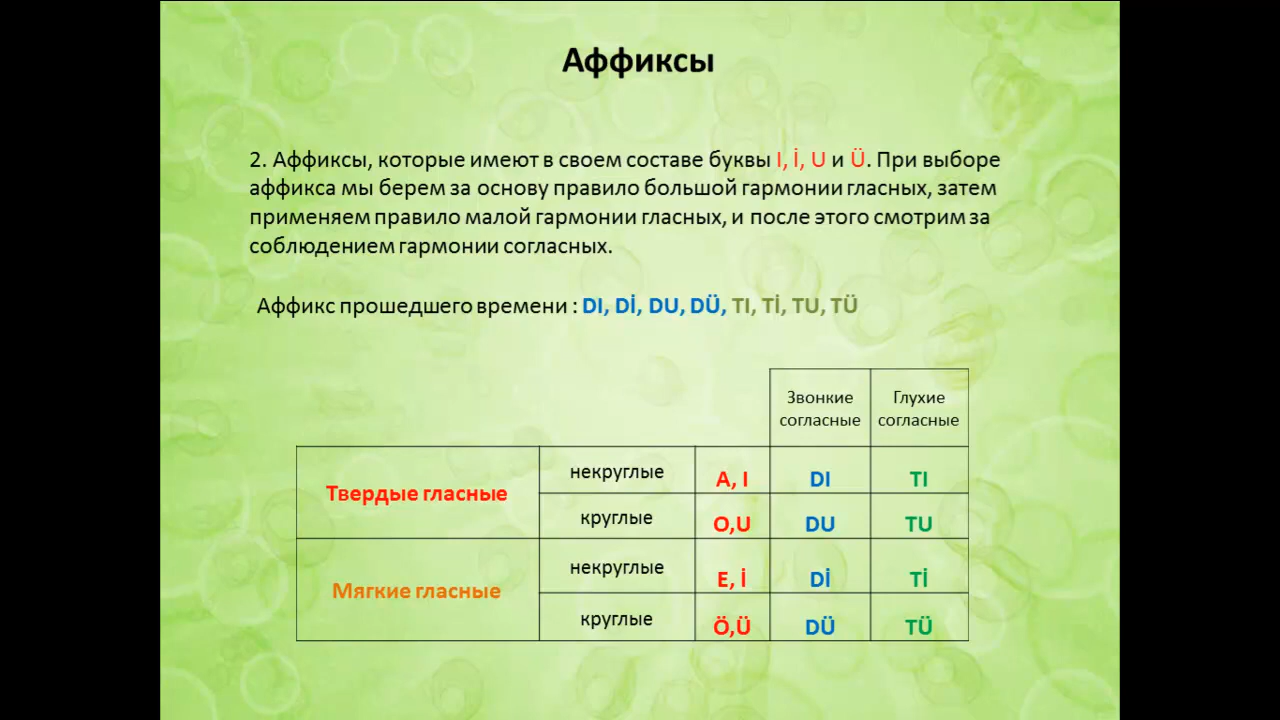 Аффиксы
2. Аффиксы, которые имеют в своем составе буквы I, İ, U и Ü. При выборе
аффикса мы берем за основу правило большой гармонии гласных, затем
применяем правило малой гармонии гласных, и после этого смотрим за
соблюдением гармонии согласных.
Аффикс прошедшего времени : DI, Dİ, DU, DÜ, TI, Tİ, TU, TÜ
Звонкие согласные Глухие согласные
Твердые гласные некруглые A, I DI TI
круглые O,U DU TU
Мягкие гласные некруглые E, İ Dİ Tİ
круглые Ö,Ü DÜ TÜ